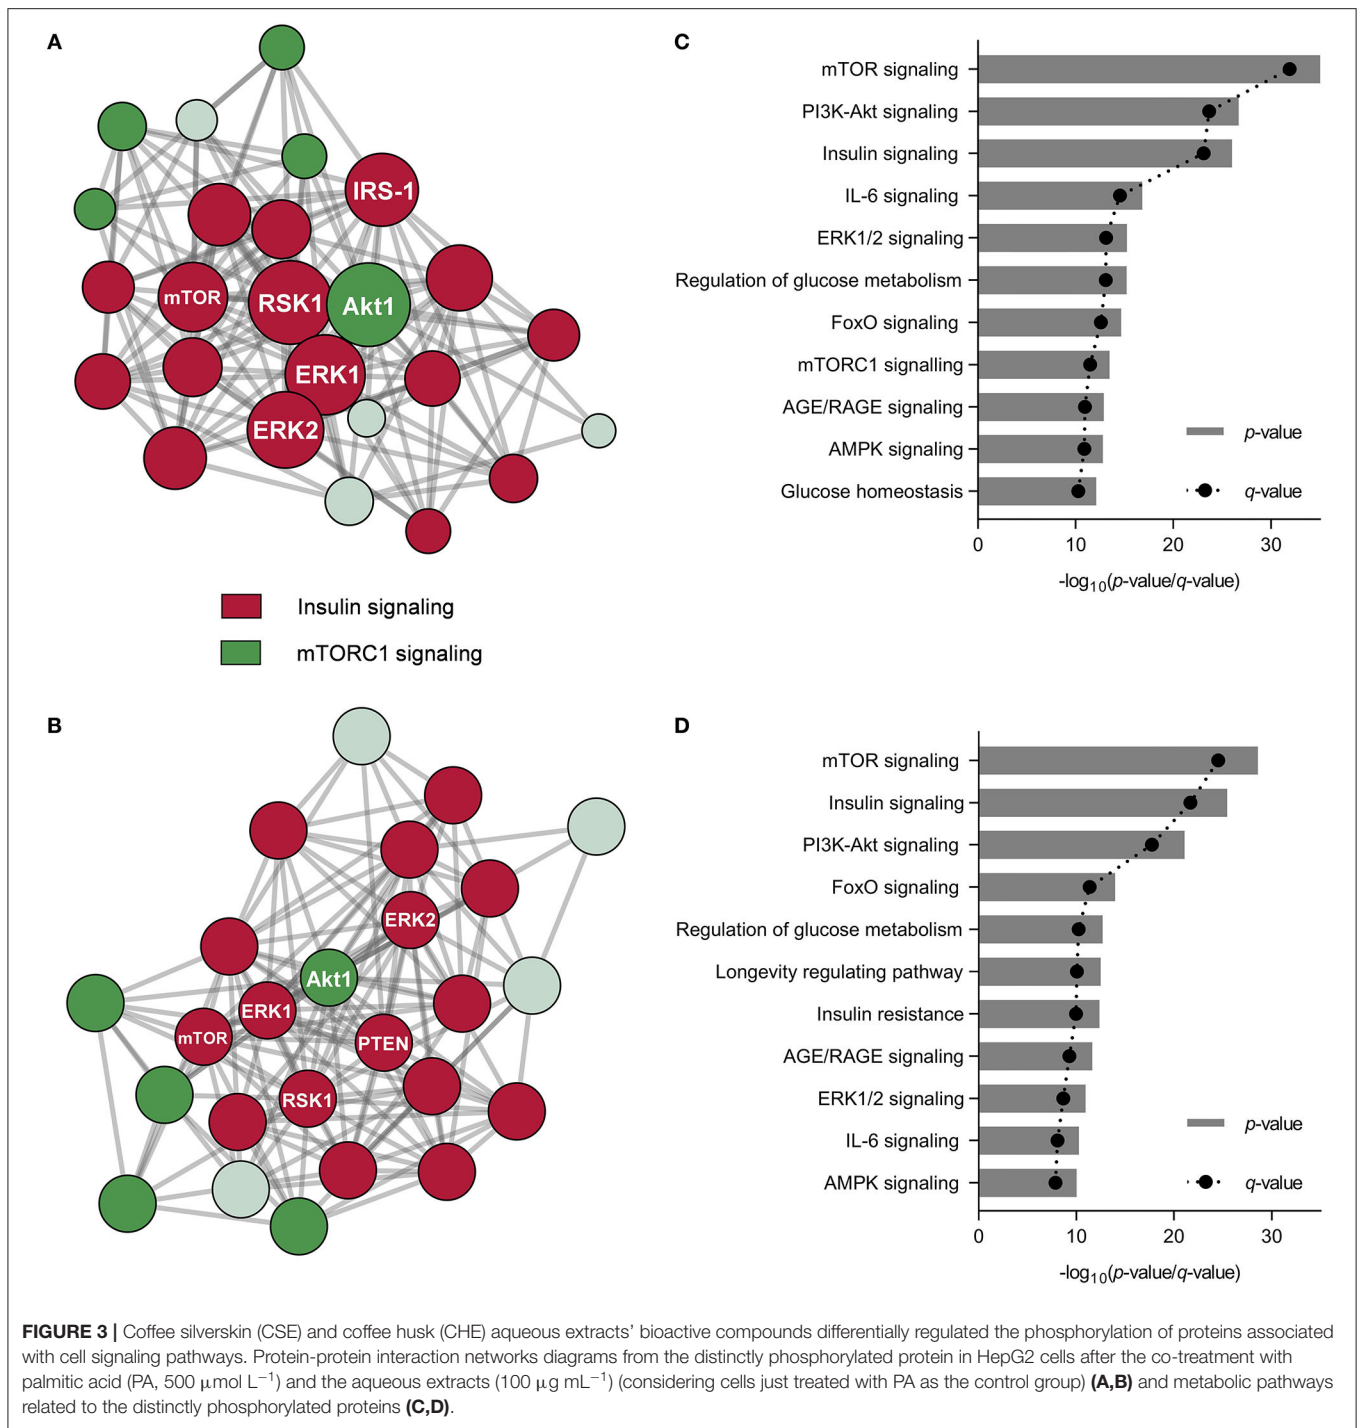 A
IRS-1
mTOR
RSK1
Akt1
ERK1
ERK2
Insulin signaling
mTORC1 signaling
B
ERK2
Akt1
ERK1
mTOR
PTEN
RSK1
C
mTOR signaling
PI3K-Akt signaling
Insulin signaling
IL-6 signaling
ERK1/2 signaling
Regulation of glucose metabolism
FoxO signaling
mTORC1 signalling
AGE/RAGE signaling
AMPK signaling
Glucose homeostasis
p-value
q-value
0 10 20 30
-log10(p-value/q-value)
D
mTOR signaling
Insulin signaling
PI3K-Akt signaling
FoxO signaling
Regulation of glucose metabolism
Longevity regulating pathway
Insulin resistance
AGE/RAGE signaling
ERK1/2 signaling
IL-6 signaling
AMPK signaling
p-value
q-value
0 10 20 30
-log10(p-value/q-value)
FIGURE 3 | Coffee silverskin (CSE) and coffee husk (CHE) aqueous extracts' bioactive compounds differentially regulated the phosphorylation of proteins associated
with cell signaling pathways. Protein-protein interaction networks diagrams from the distinctly phosphorylated protein in HepG2 cells after the co-treatment with
palmitic acid (PA, 500 μmol L−1) and the aqueous extracts (100 μg mL−1) (considering cells just treated with PA as the control group) (A,B) and metabolic pathways
related to the distinctly phosphorylated proteins (C,D).